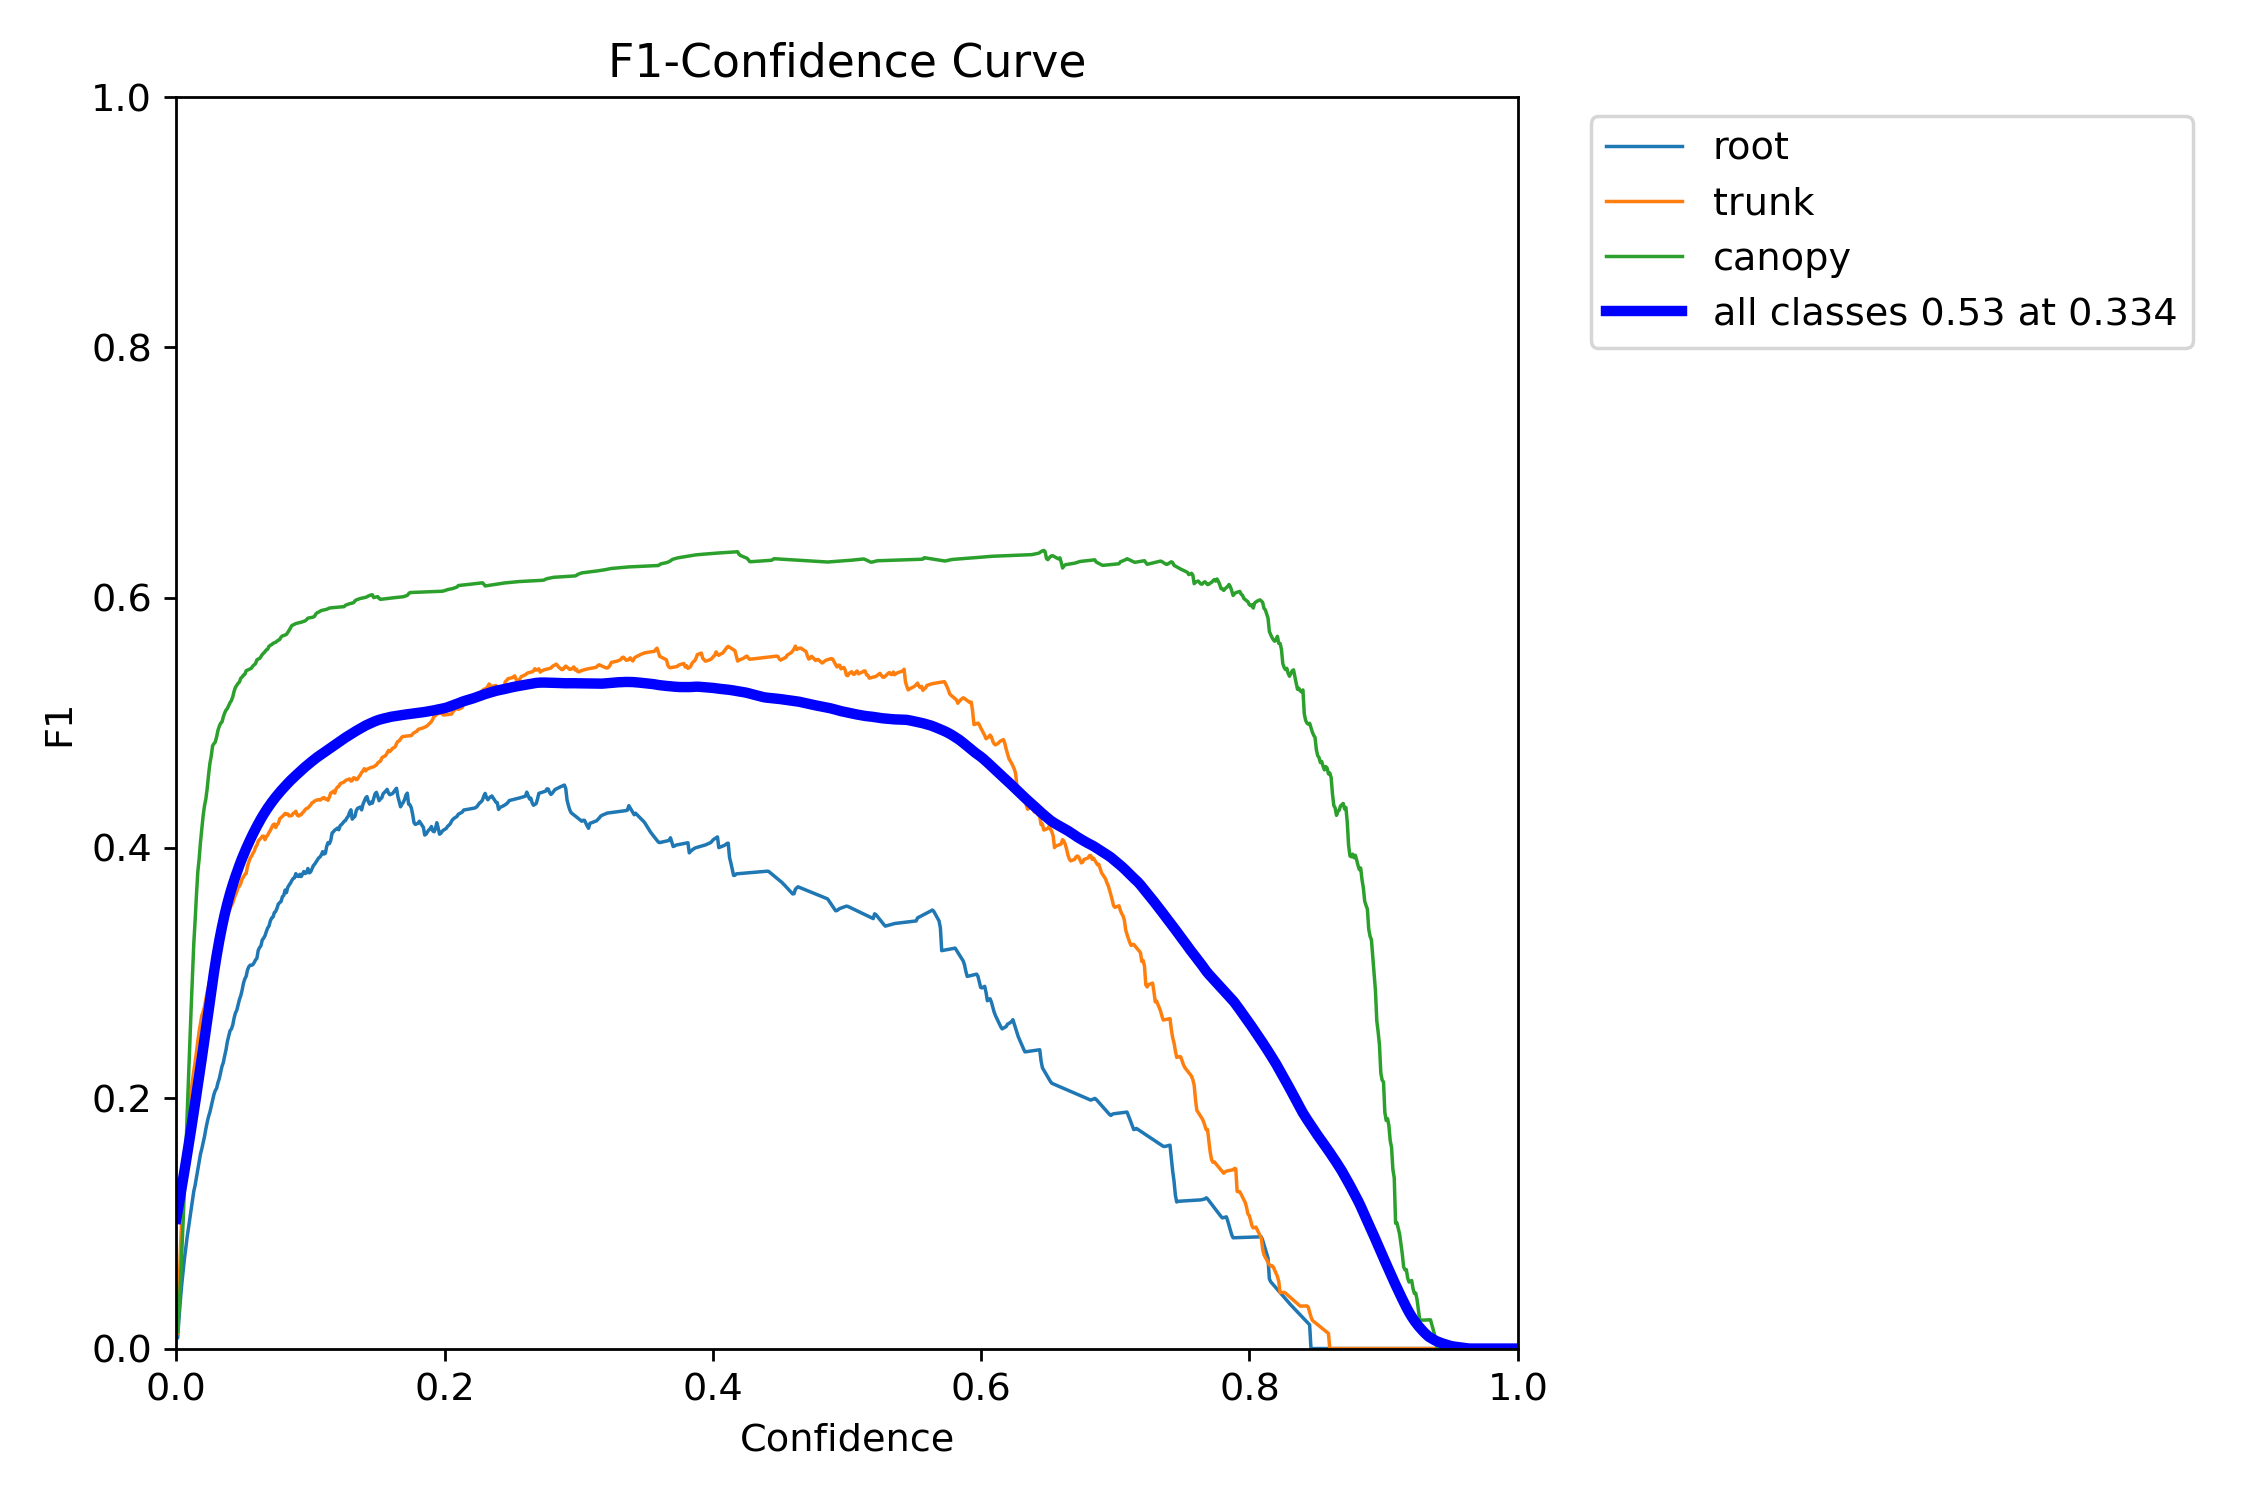 F1-Confidence Curve
1.0
0.8
0.6
0.4
0.2
0.0
F1
0.0 0.2 0.4 0.6 0.8 1.0
Confidence
root
trunk
canopy
all classes 0.53 at 0.334